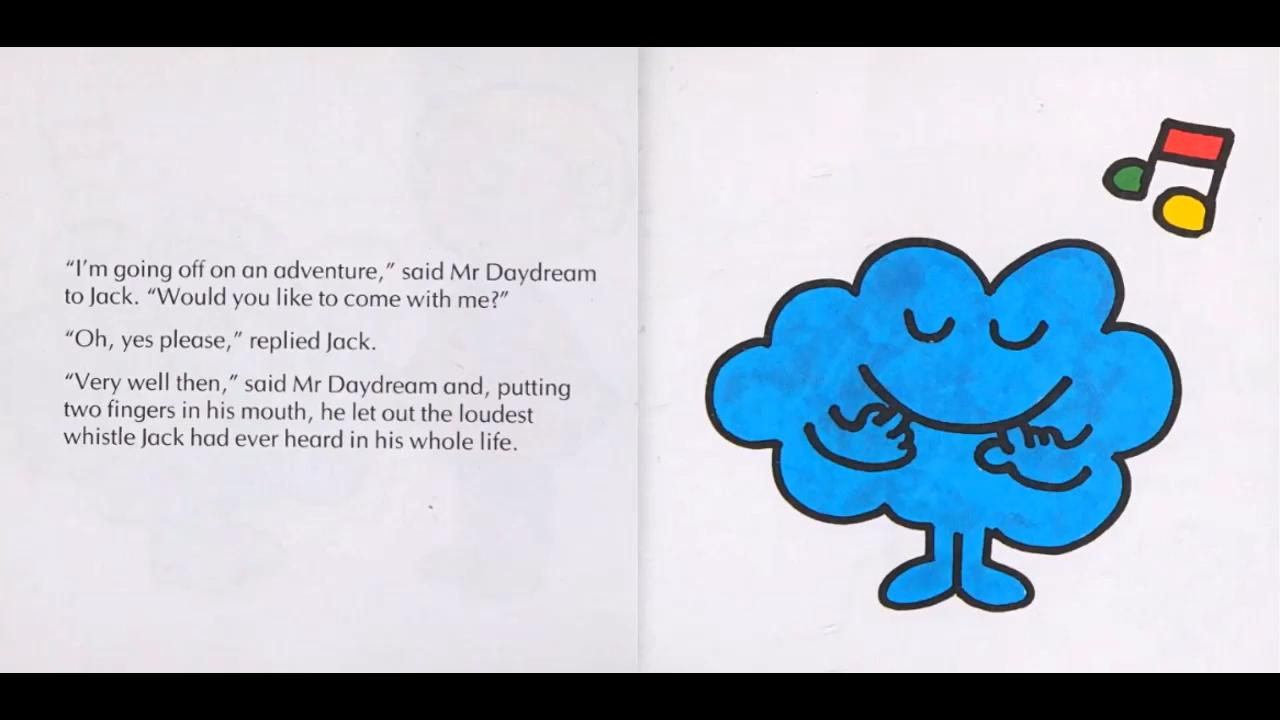 “I’m going off on an adventure,” said Mr Daydream
to Jack. “Would you like to come with me?”
“Oh, yes please,” replied Jack.
“Very well then,” said Mr Daydream and, putting
two fingers in his mouth, he let out the loudest
whistle Jack had ever heard in his whole life.